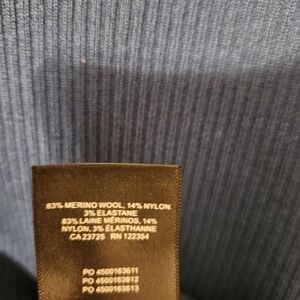 83% MERINO WOOL, 14% NYLON,
3% ELASTANE
83% LAINE MÉRINOS, 14%
NYLON, 3% ÉLASTHANNE
CA 23725 RN 122354
PO 4500163611
PO 4500163612
PO 4500163613